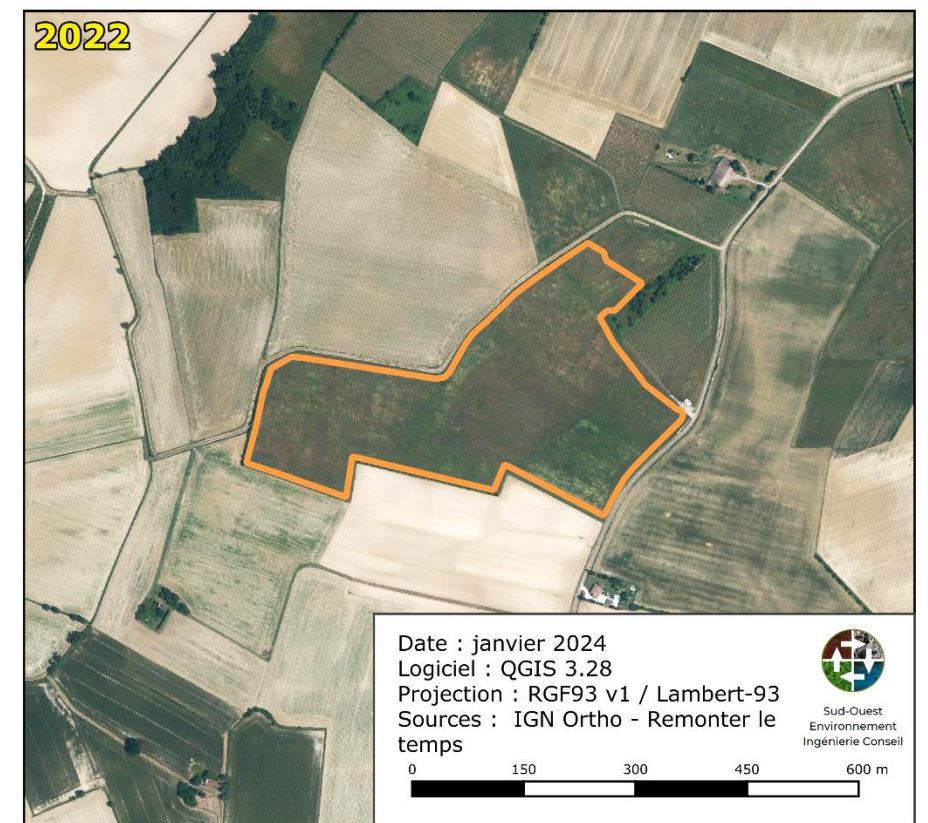 2022
Date : janvier 2024
Logiciel : QGIS 3.28
Projection : RGF93 v1 / Lambert-93
Sources : IGN Ortho - Remonter le
temps
Sud-Ouest
Environnement
Ingénierie Conseil
0 150 300 450 600 m